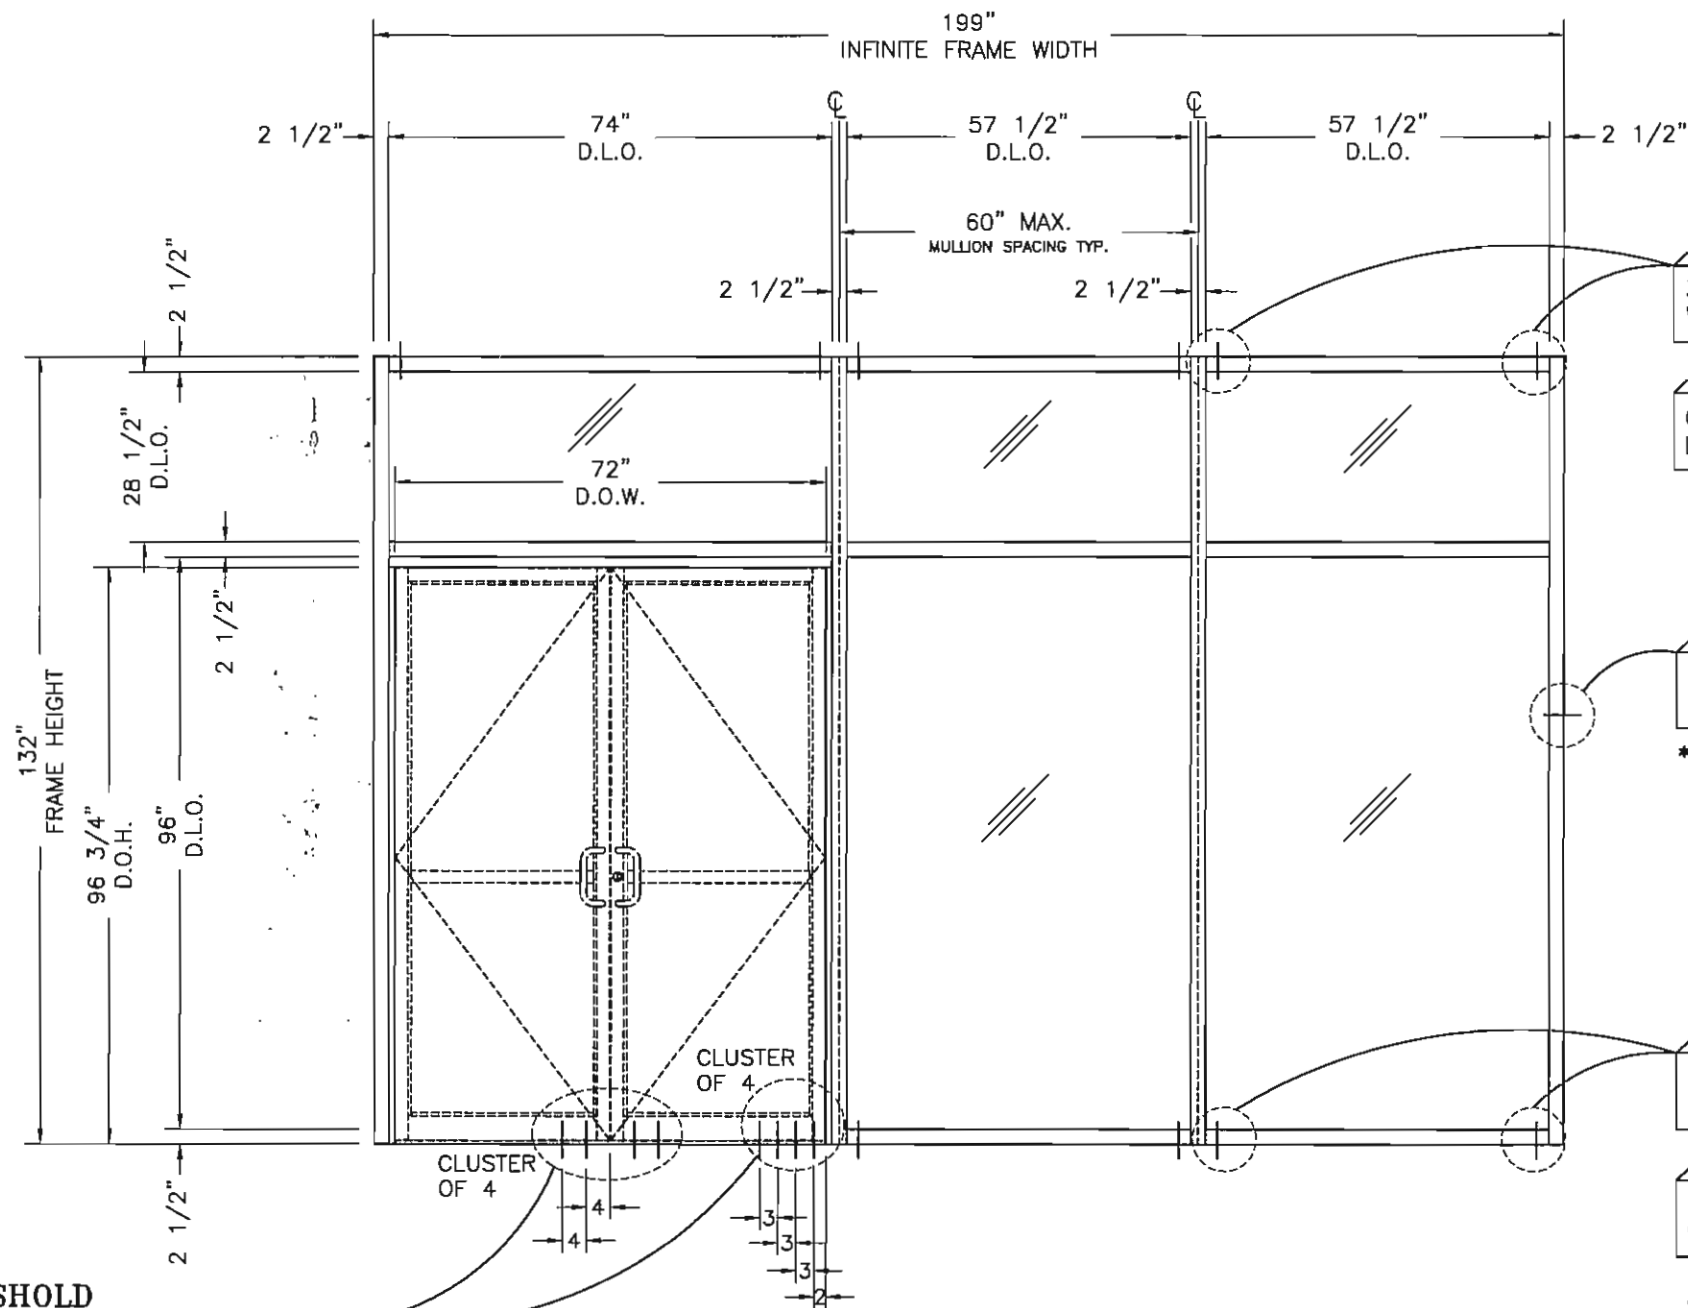 199"
INFINITE FRAME WIDTH
℄
℄
2 1/2"
74"
D.L.O.
57 1/2"
D.L.O.
57 1/2"
D.L.O.
2 1/2"
60" MAX.
MULLION SPACING TYP.
2 1/2"
2 1/2"
2 1/2"
28 1/2"
D.L.O.
72"
D.O.W.
2 1/2"
132"
FRAME HEIGHT
96 3/4"
D.O.H.
96"
D.L.O.
*
CLUSTER
OF 4
CLUSTER
OF 4
2 1/2"
4
4
3
3
3
2
SHOLD